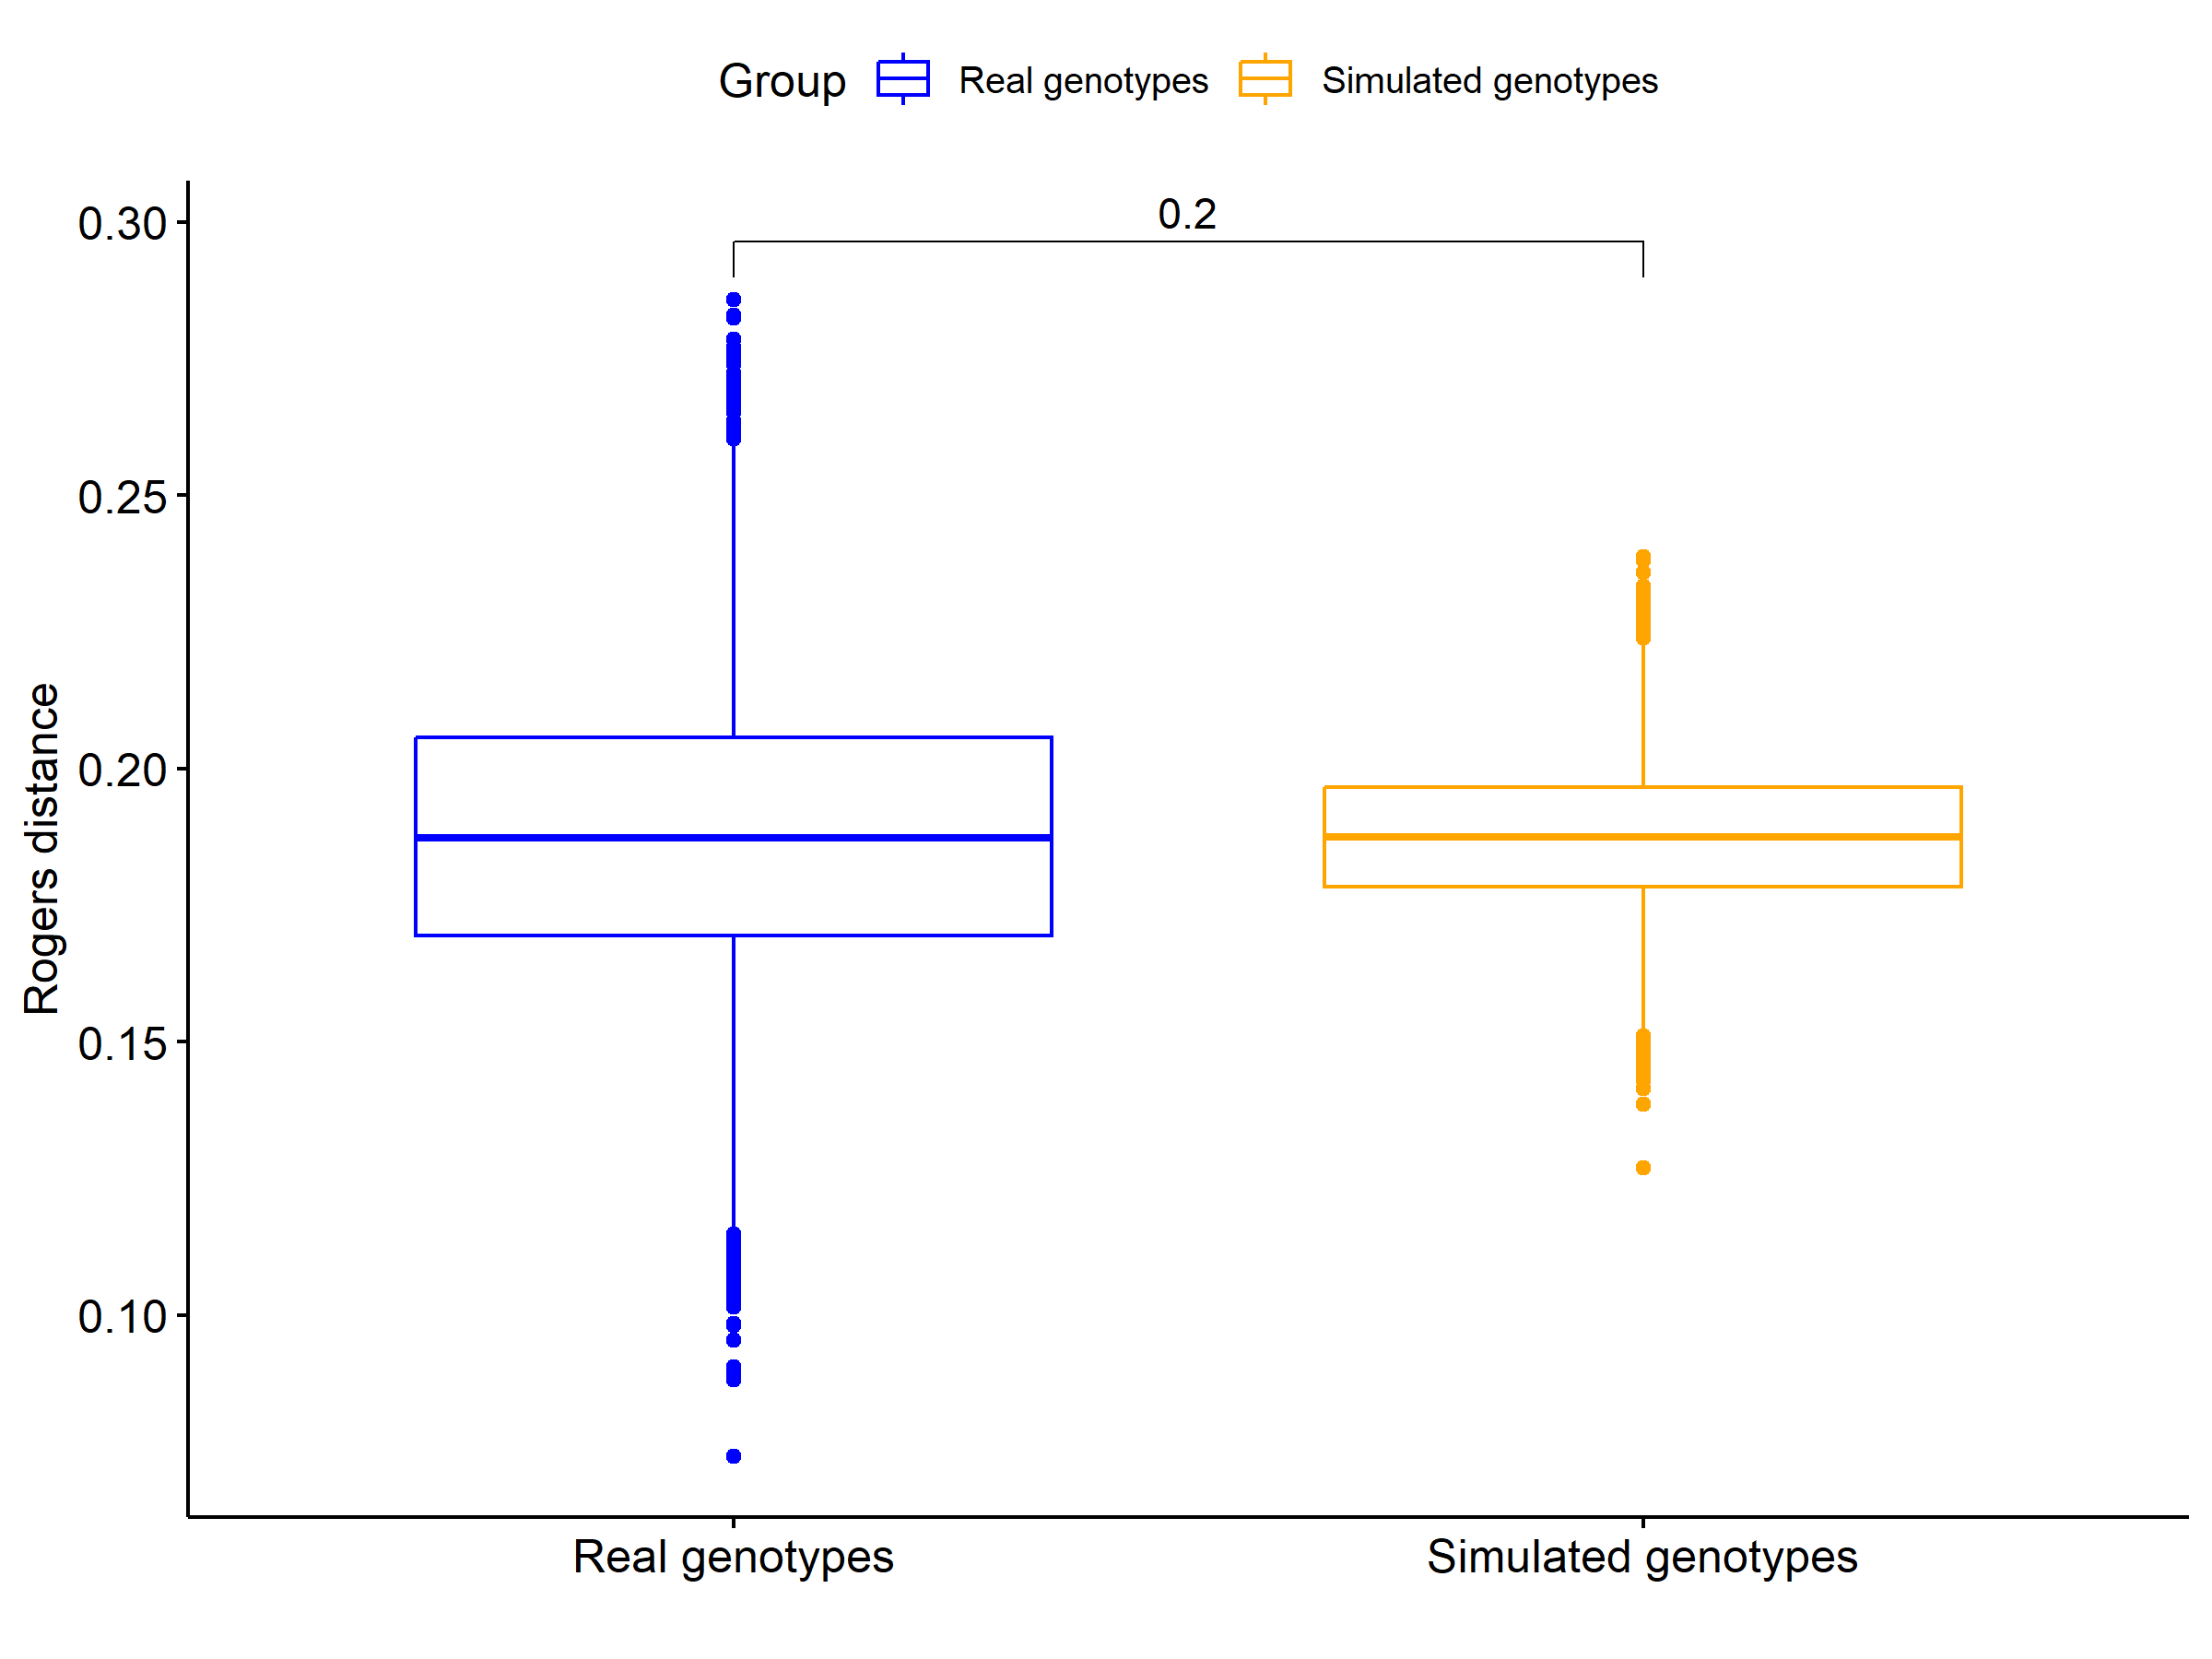 Group Real genotypes Simulated genotypes
0.2
0.30
0.25
0.20
0.15
0.10
Rogers distance
Real genotypes Simulated genotypes